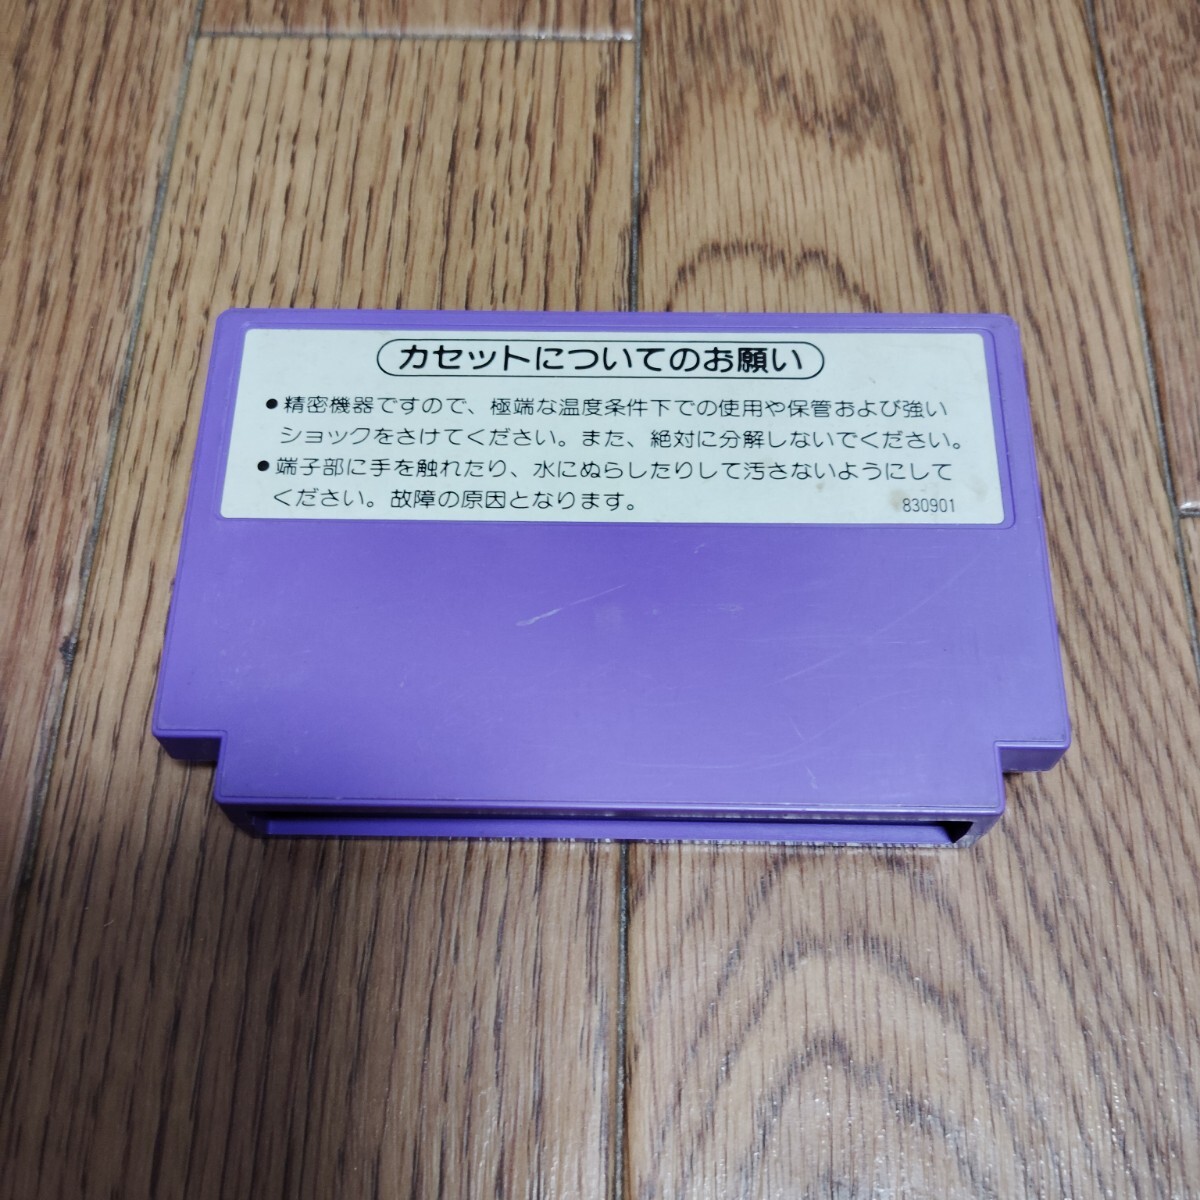 カセットについてのお願い
●精密機器ですので、極端な温度条件下での使用や保管および強い
ショックをさけてください。また、絶対に分解しないでください。
●端子部に手を触れたり、水にぬらしたりして汚さないようにして
ください。故障の原因となります。
830901